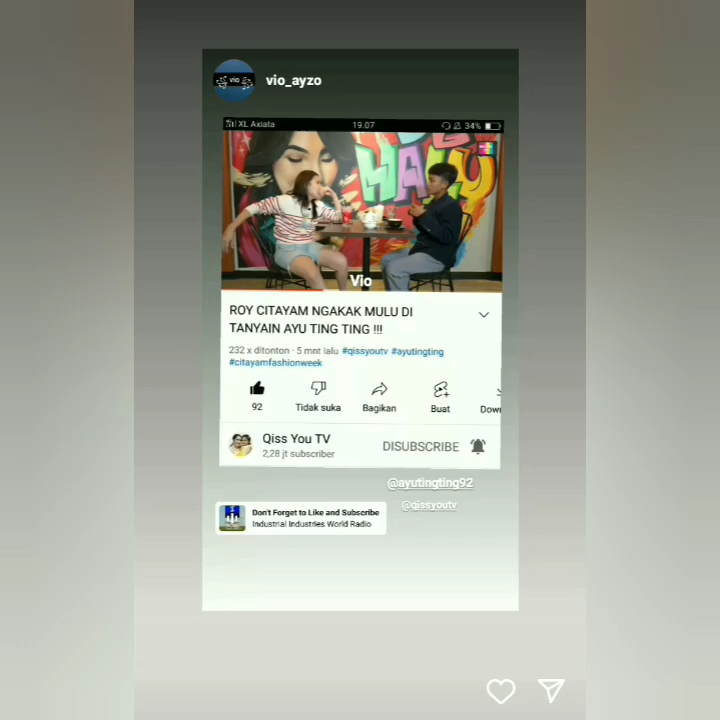 vio
vio_ayzo
XL Axiata
19.07
34%
Vio
ROY CITAYAM NGAKAK MULU DI
TANYAIN AYU TING TING !!!
232 x ditonton · 5 mnt lalu #qissyoutv #ayutingting
#citayamfashionweek
92
Tidak suka
Bagikan
Buat
Down
Qiss You TV
2,28 jt subscriber
DISUBSCRIBE
@ayutingting92
@qissyoutv
Don't Forget to Like and Subscribe
Industrial Industries World Radio